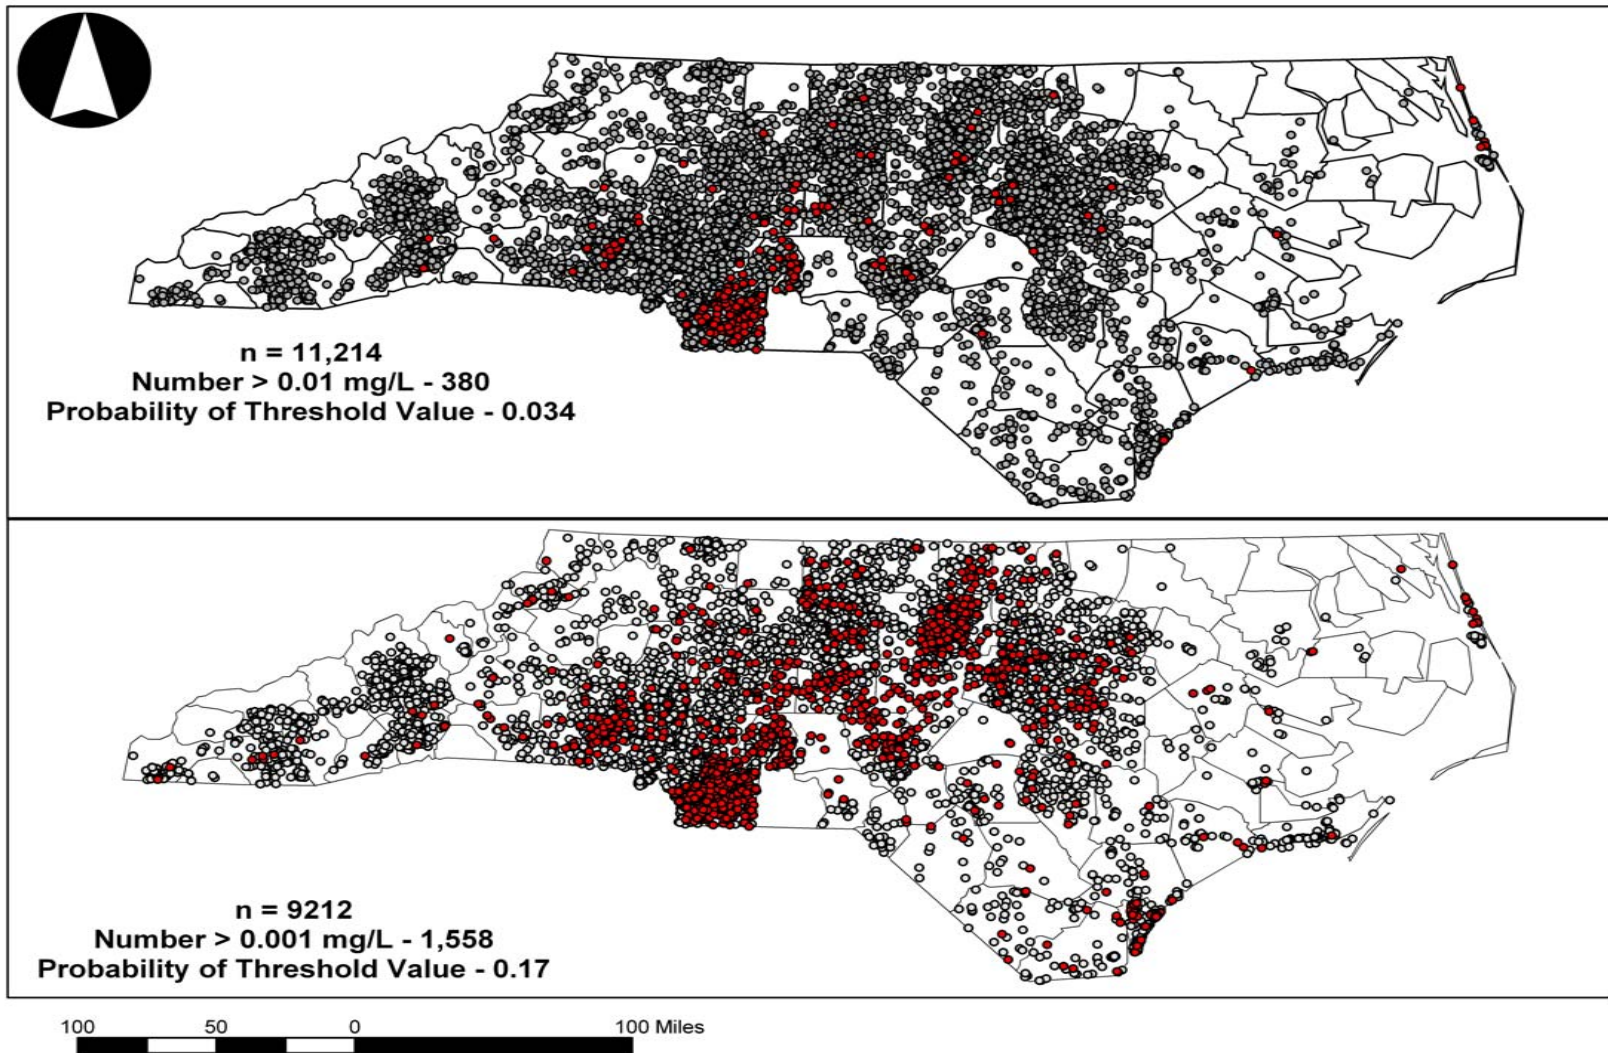 n = 11,214
Number > 0.01 mg/L - 380
Probability of Threshold Value - 0.034
n = 9212
Number > 0.001 mg/L - 1,558
Probability of Threshold Value - 0.17
100 50 0 100 Miles